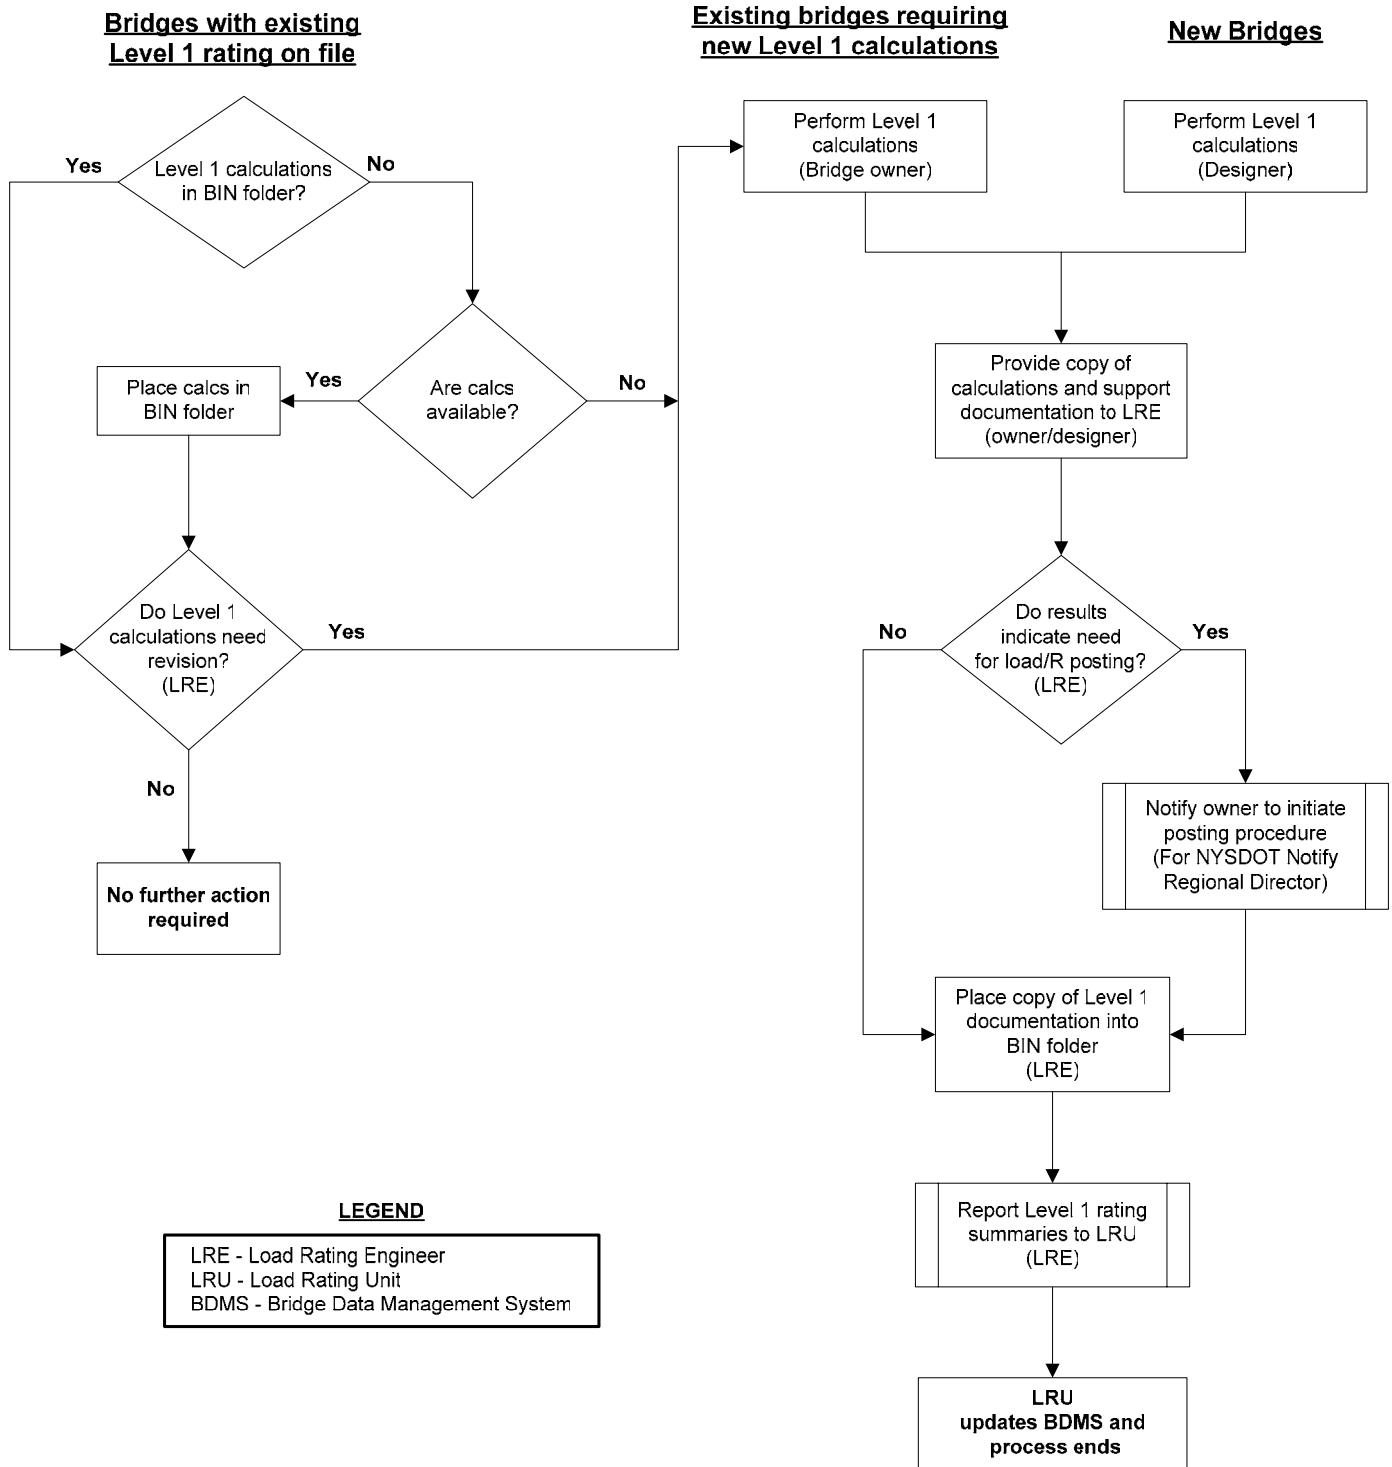 Bridges with existing
Level 1 rating on file
Existing bridges requiring
new Level 1 calculations
New Bridges
Level 1 calculations
in BIN folder?
Yes
No
Perform Level 1
calculations
(Bridge owner)
Perform Level 1
calculations
(Designer)
Are calcs
available?
Yes
No
Place calcs in
BIN folder
Provide copy of
calculations and support
documentation to LRE
(owner/designer)
Do Level 1
calculations need
revision?
(LRE)
Yes
No
No further action
required
Do results
indicate need
for load/R posting?
(LRE)
No
Yes
Notify owner to initiate
posting procedure
(For NYSDOT Notify
Regional Director)
Place copy of Level 1
documentation into
BIN folder
(LRE)
Report Level 1 rating
summaries to LRU
(LRE)
LRU
updates BDMS and
process ends
LEGEND
LRE - Load Rating Engineer
LRU - Load Rating Unit
BDMS - Bridge Data Management System